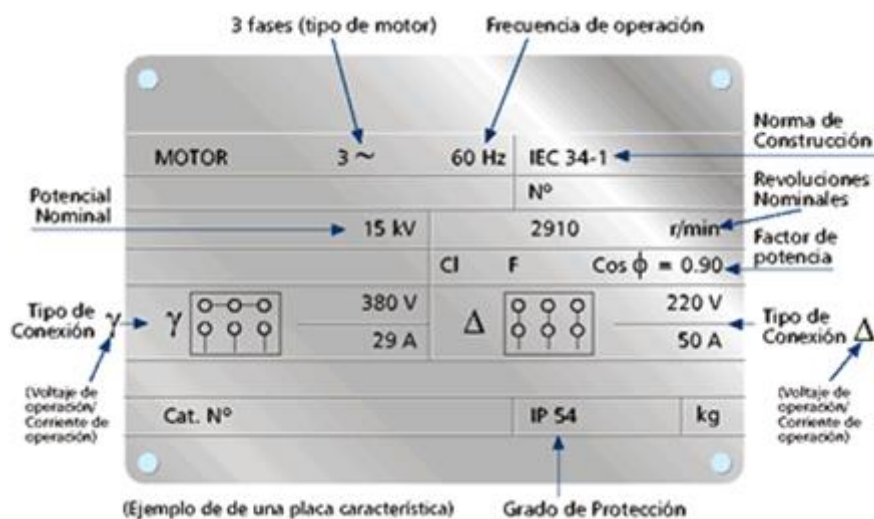 3 fases (tipo de motor)
Frecuencia de operación
Norma de
Construcción
MOTOR 3 ~ 60 Hz IEC 34-1
Nº
Revoluciones
Nominales
Potencial
Nominal
15 kV 2910 r/min
Factor de
potencia
Cl F Cos ϕ = 0.90
Tipo de
Conexión γ
γ 380 V Δ 220 V
29 A 50 A
Tipo de
Conexión Δ
(Voltaje de
operación/
Corriente de
operación)
(Voltaje de
operación/
Corriente de
operación)
Cat. Nº IP 54 kg
(Ejemplo de de una placa característica)
Grado de Protección